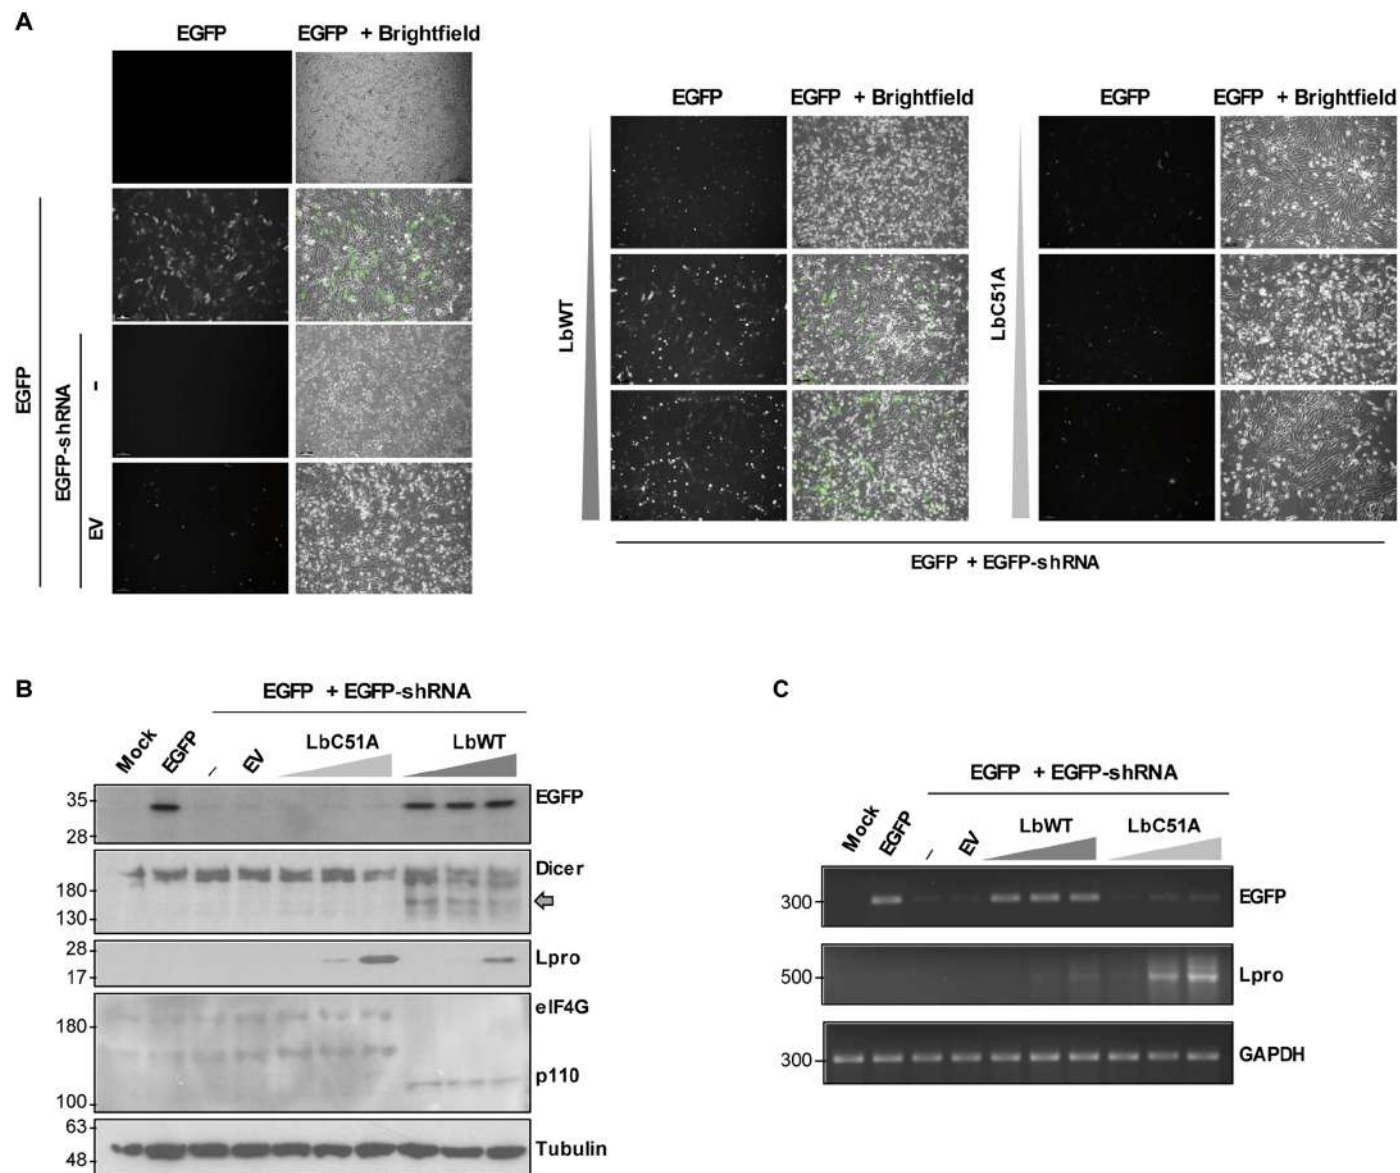 A
EGFP
EGFP + Brightfield
EGFP
EGFP-shRNA
–
EV
EGFP
EGFP + Brightfield
EGFP
EGFP + Brightfield
LbWT
LbC51A
EGFP + EGFP-shRNA
B
EGFP + EGFP-shRNA
Mock
EGFP
–
EV
LbC51A
LbWT
35
28
EGFP
180
130
Dicer
28
17
Lpro
180
100
eIF4G
p110
63
48
Tubulin
C
EGFP + EGFP-shRNA
Mock
EGFP
–
EV
LbWT
LbC51A
300
EGFP
500
Lpro
300
GAPDH